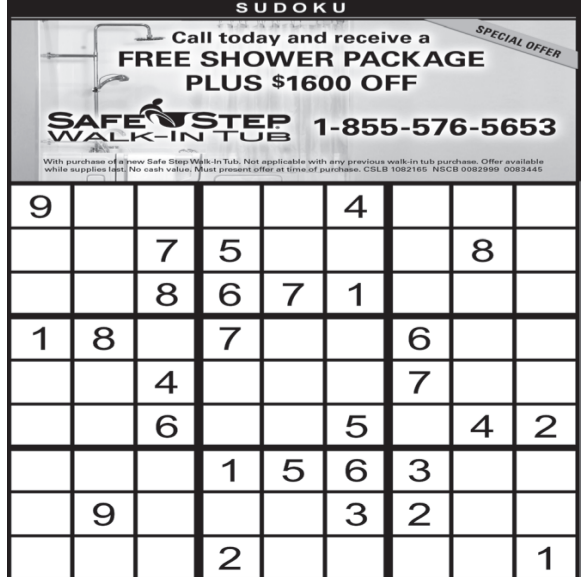 SUDOKU
SPECIAL OFFER
Call today and receive a
FREE SHOWER PACKAGE
PLUS $1600 OFF
SAFE STEP
WALK-IN TUB
1-855-576-5653
With purchase of a new Safe Step Walk-In Tub. Not applicable with any previous walk-in tub purchase. Offer available
while supplies last. No cash value. Must present offer at time of purchase. CSLB 1082165 NSCB 0082999 0083445
9 4
7 5 8
8 6 7 1
1 8 7 6
4 7
6 5 4 2
1 5 6 3
9 3 2
2 1